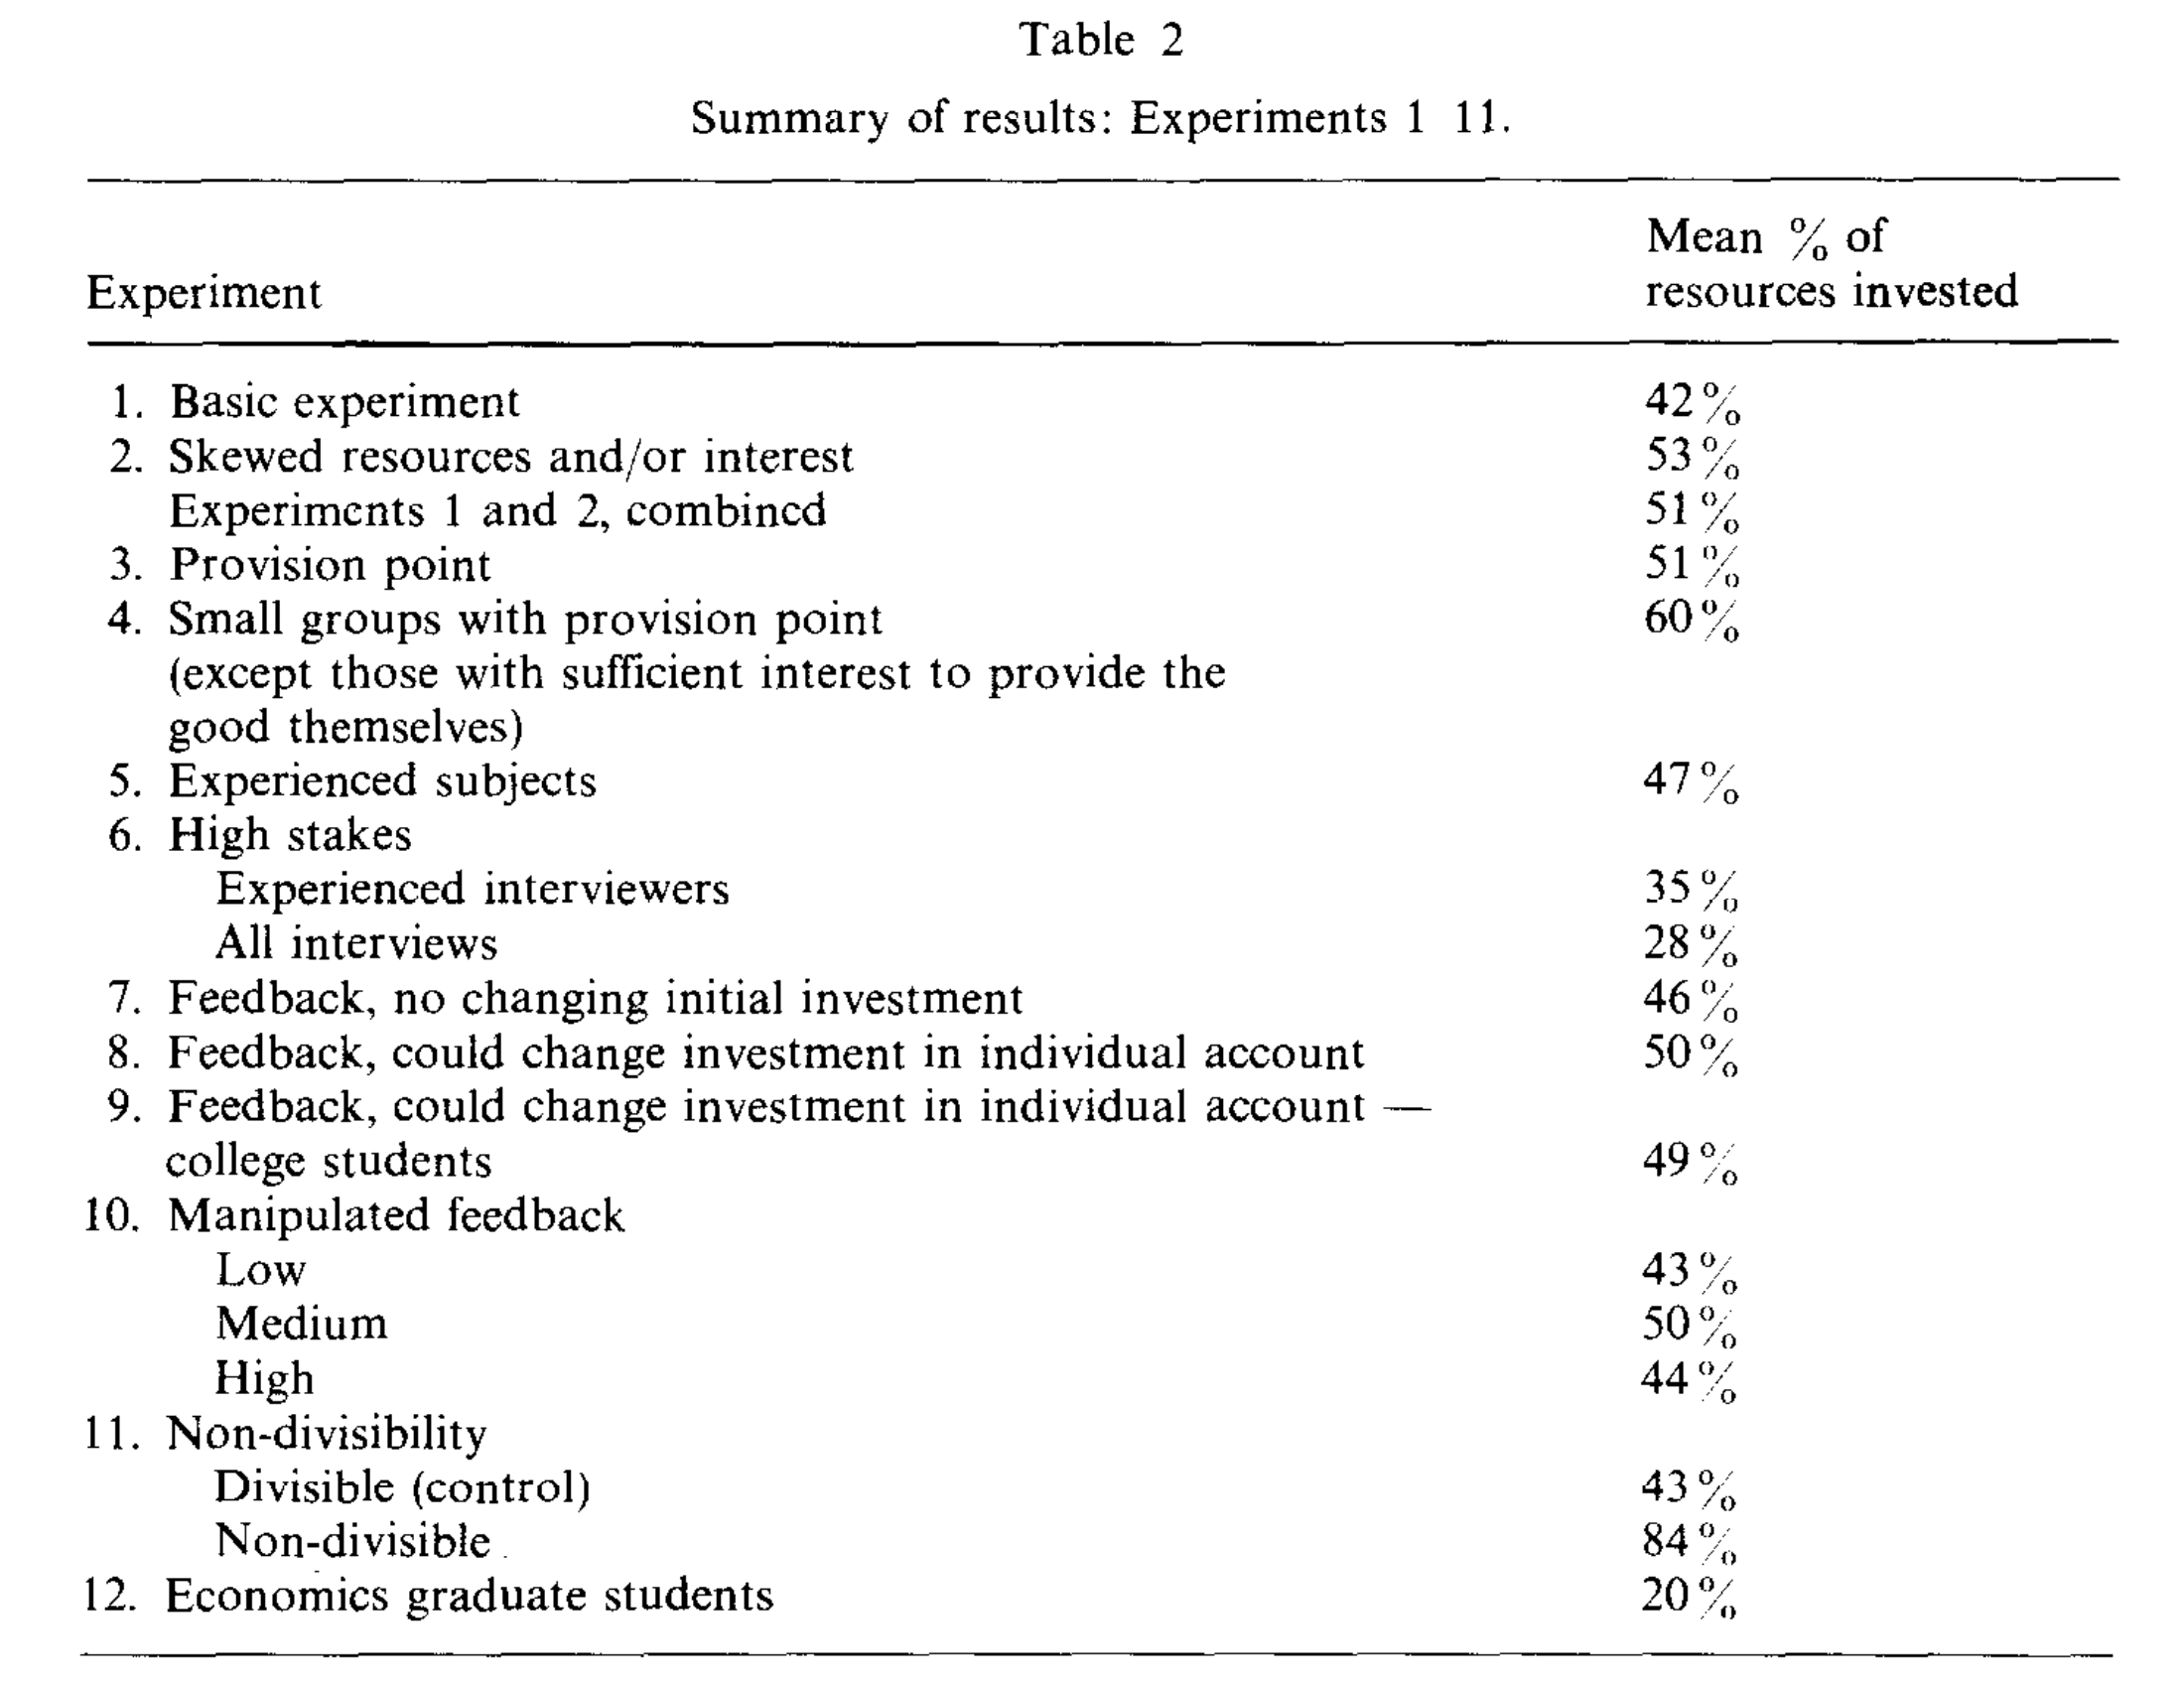 Table 2
Summary of results: Experiments 1 11.
Experiment
Mean % of
resources invested
1. Basic experiment 42%
2. Skewed resources and/or interest 53%
Experiments 1 and 2, combined 51%
3. Provision point 51%
4. Small groups with provision point 60%
(except those with sufficient interest to provide the
good themselves)
5. Experienced subjects 47%
6. High stakes
Experienced interviewers 35%
All interviews 28%
7. Feedback, no changing initial investment 46%
8. Feedback, could change investment in individual account 50%
9. Feedback, could change investment in individual account —
college students 49%
10. Manipulated feedback
Low 43%
Medium 50%
High 44%
11. Non-divisibility
Divisible (control) 43%
Non-divisible 84%
12. Economics graduate students 20%